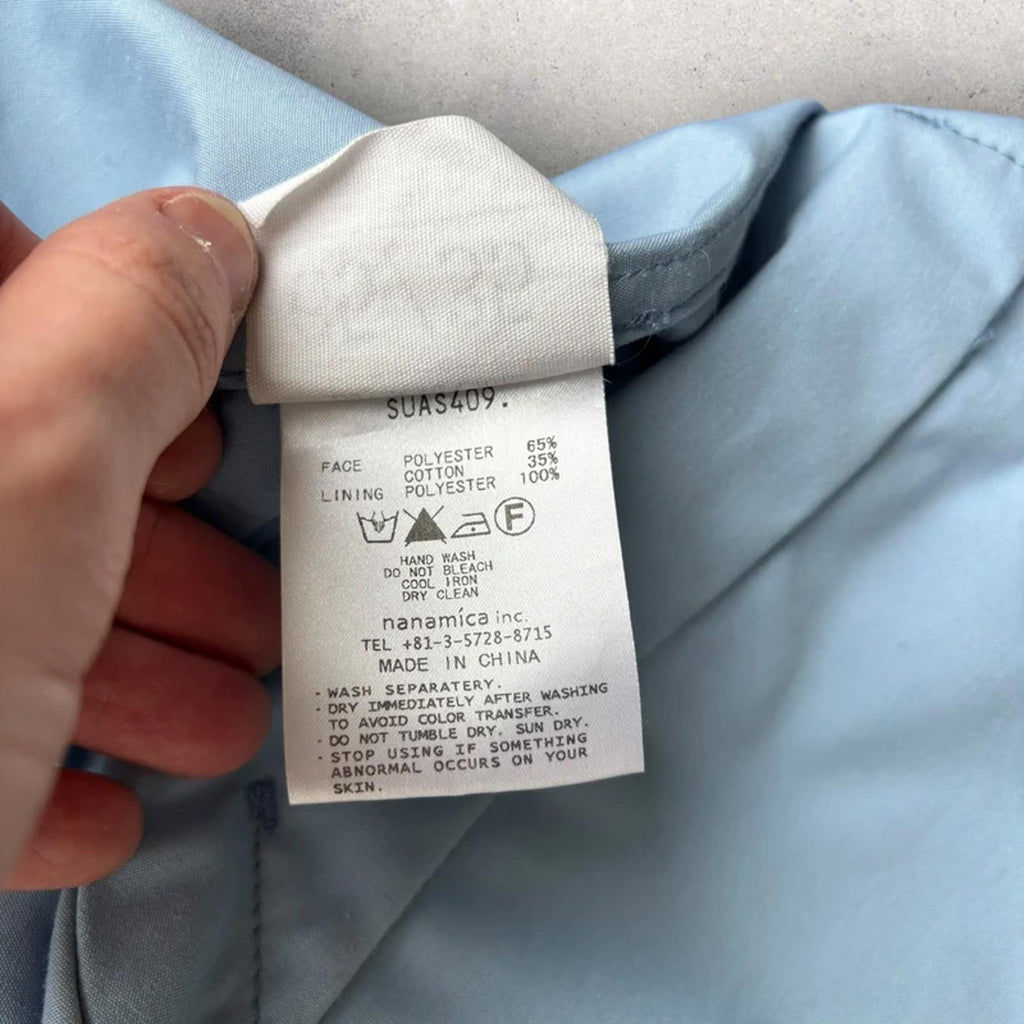 SUAS409.
FACE POLYESTER 65%
COTTON 35%
LINING POLYESTER 100%
F
HAND WASH
DO NOT BLEACH
COOL IRON
DRY CLEAN
nanamíca inc.
TEL +81-3-5728-8715
MADE IN CHINA
· WASH SEPARATERY.
· DRY IMMEDIATELY AFTER WASHING
TO AVOID COLOR TRANSFER.
· DO NOT TUMBLE DRY. SUN DRY.
· STOP USING IF SOMETHING
ABNORMAL OCCURS ON YOUR
SKIN.